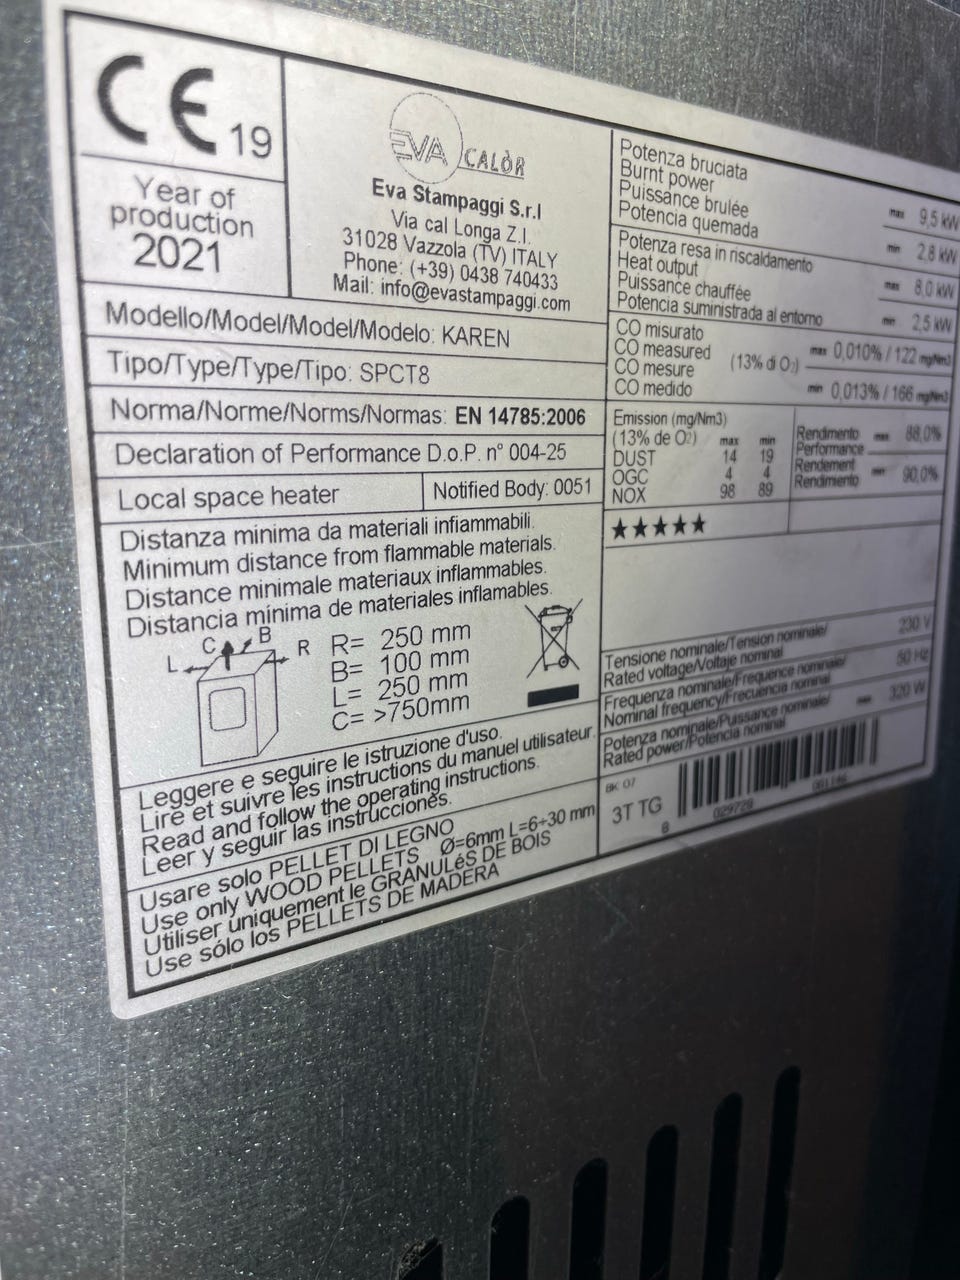 CE 19
Year of
production
2021
EVA CALÒR
Eva Stampaggi S.r.l
Via cal Longa Z.I.
31028 Vazzola (TV) ITALY
Phone: (+39) 0438 740433
Mail: info@evastampaggi.com
Modello/Model/Model/Modelo: KAREN
Tipo/Type/Type/Tipo: SPCT8
Norma/Norme/Norms/Normas: EN 14785:2006
Declaration of Performance D.o.P. n° 004-25
Local space heater
Notified Body: 0051
Distanza minima da materiali infiammabili.
Minimum distance from flammable materials.
Distance minimale materiaux inflammables.
Distancia mínima de materiales inflamables.
C B
L R
R= 250 mm
B= 100 mm
L= 250 mm
C= >750mm
Leggere e seguire le istruzione d'uso.
Lire et suivre les instructions du manuel utilisateur.
Read and follow the operating instructions.
Leer y seguir las instrucciones.
Usare solo PELLET DI LEGNO
Use only WOOD PELLETS Ø=6mm L=6÷30 mm
Utiliser uniquement le GRANULéS DE BOIS
Use sólo los PELLETS DE MADERA
Potenza bruciata
Burnt power
Puissance brulée
Potencia quemada
max 9,5 kW
min 2,8 kW
Potenza resa in riscaldamento
Heat output
Puissance chauffée
Potencia suministrada al entorno
max 8,0 kW
min 2,5 kW
CO misurato
CO measured
CO mesure
CO medido
(13% di O2)
max 0,010% / 122 mg/Nm3
min 0,013% / 166 mg/Nm3
Emission (mg/Nm3)
(13% de O2) max min
DUST 14 19
OGC 4 4
NOX 98 89
Rendimento
Performance
Rendement
Rendimiento
max 88,0%
min 90,0%
★★★★★
Tensione nominale/Tension nominale/
Rated voltage/Voltaje nominal
230 V
Frequenza nominale/Frequence nominale/
Nominal frequency/Frecuencia nominal
50 Hz
Potenza nominale/Puissance nominale/
Rated power/Potencia nominal
max 320 W
BK 07
3T TG
8 029728